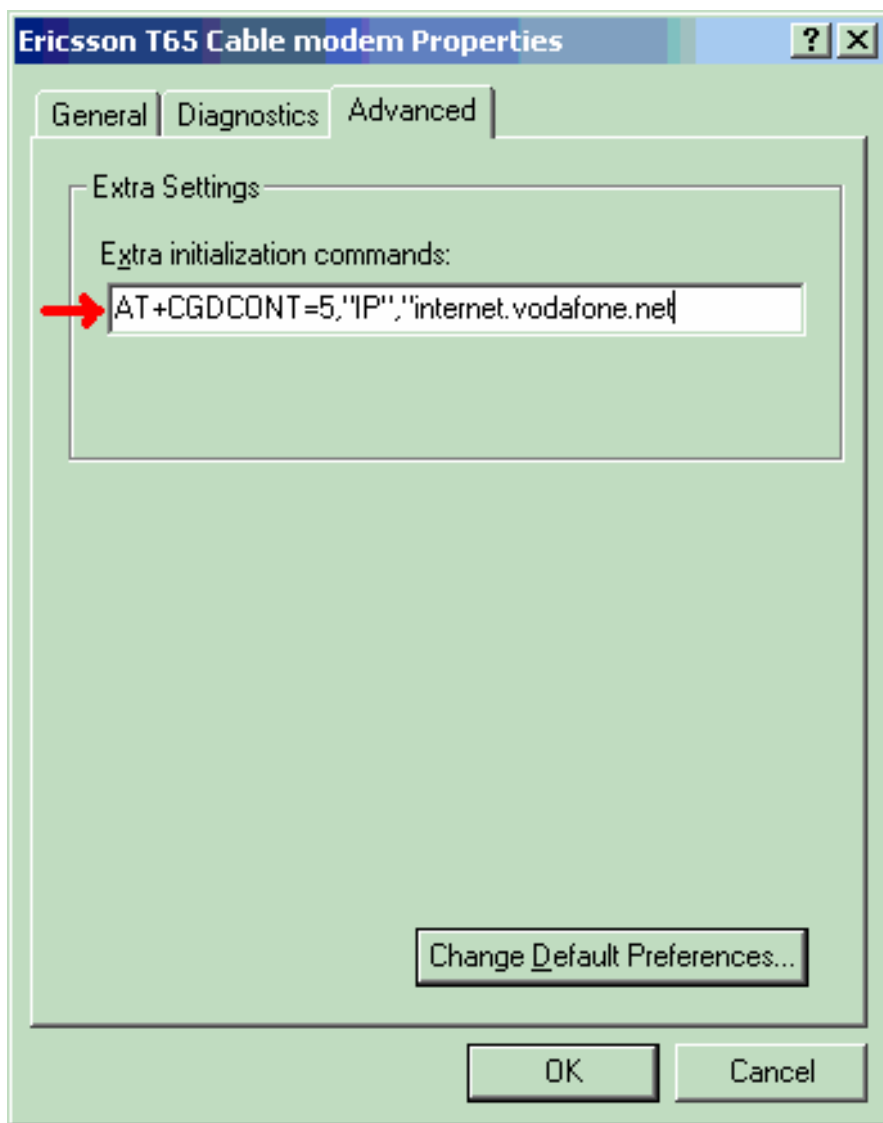 Ericsson T65 Cable modem Properties
General Diagnostics Advanced
Extra Settings
Extra initialization commands:
AT+CGDCONT=5,"IP","internet.vodafone.net
Change Default Preferences...
OK Cancel